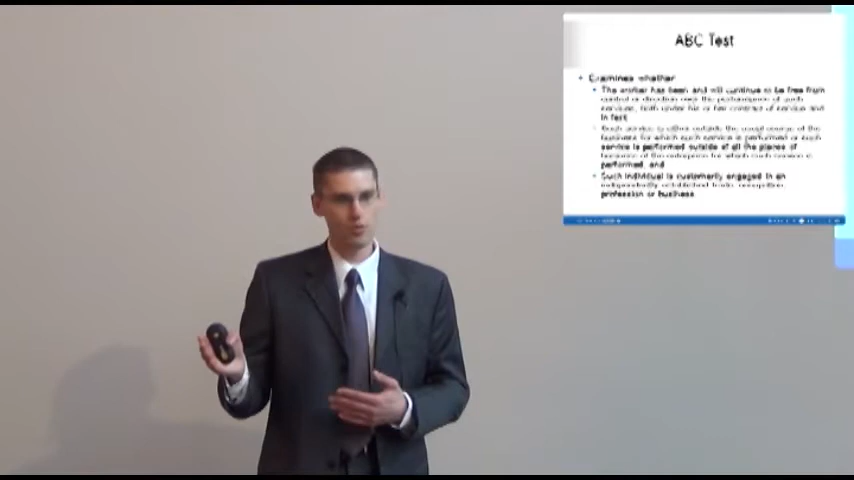 ABC Test
• Examines whether
• The worker has been and will continue to be free from
control or direction over the performance of such
services, both under his or her contract of service and
in fact
• Such service is either outside the usual course of the
business for which such service is performed or such
service is performed outside of all the places of
business of the enterprise for which such service is
performed, and
• Such individual is customarily engaged in an
independently established trade, occupation,
profession or business